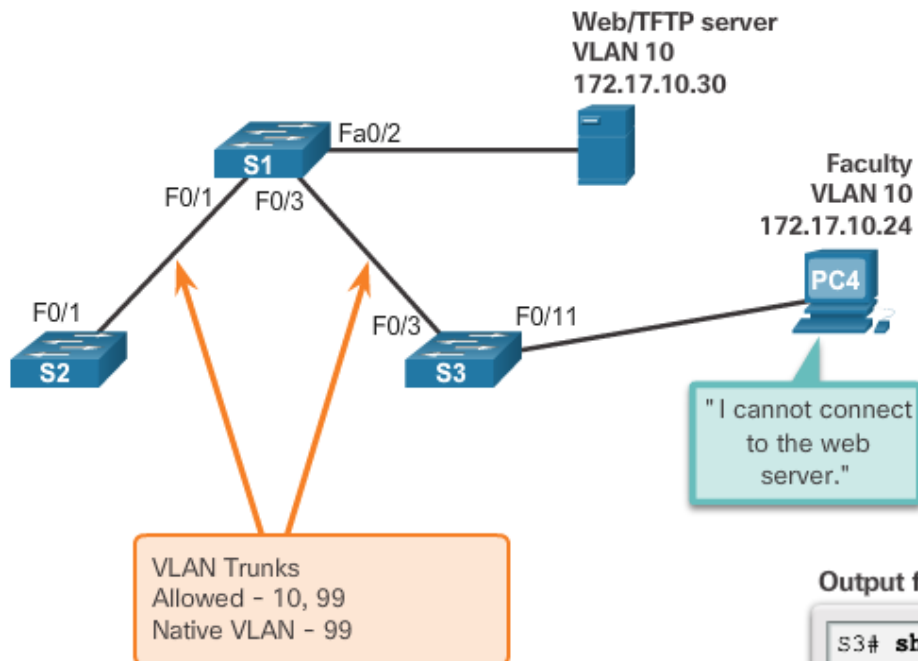 Web/TFTP server
VLAN 10
172.17.10.30
Fa0/2
S1
F0/1
F0/3
Faculty
VLAN 10
172.17.10.24
PC4
F0/1
F0/3
F0/11
S2
S3
"I cannot connect
to the web
server."
VLAN Trunks
Allowed - 10, 99
Native VLAN - 99
Output
S3#